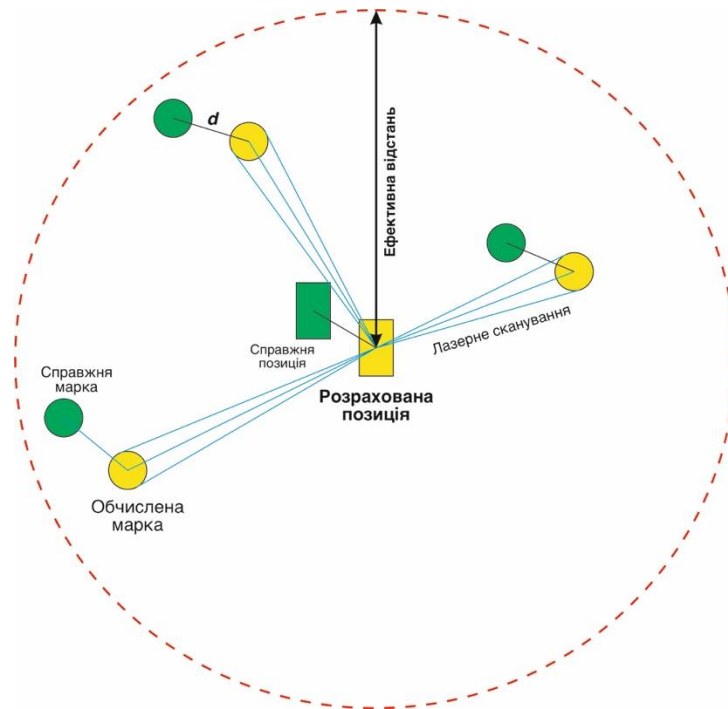 d
Ефективна відстань
Лазерне сканування
Справжня
позиція
Справжня
марка
Розрахована
позиція
Обчислена
марка